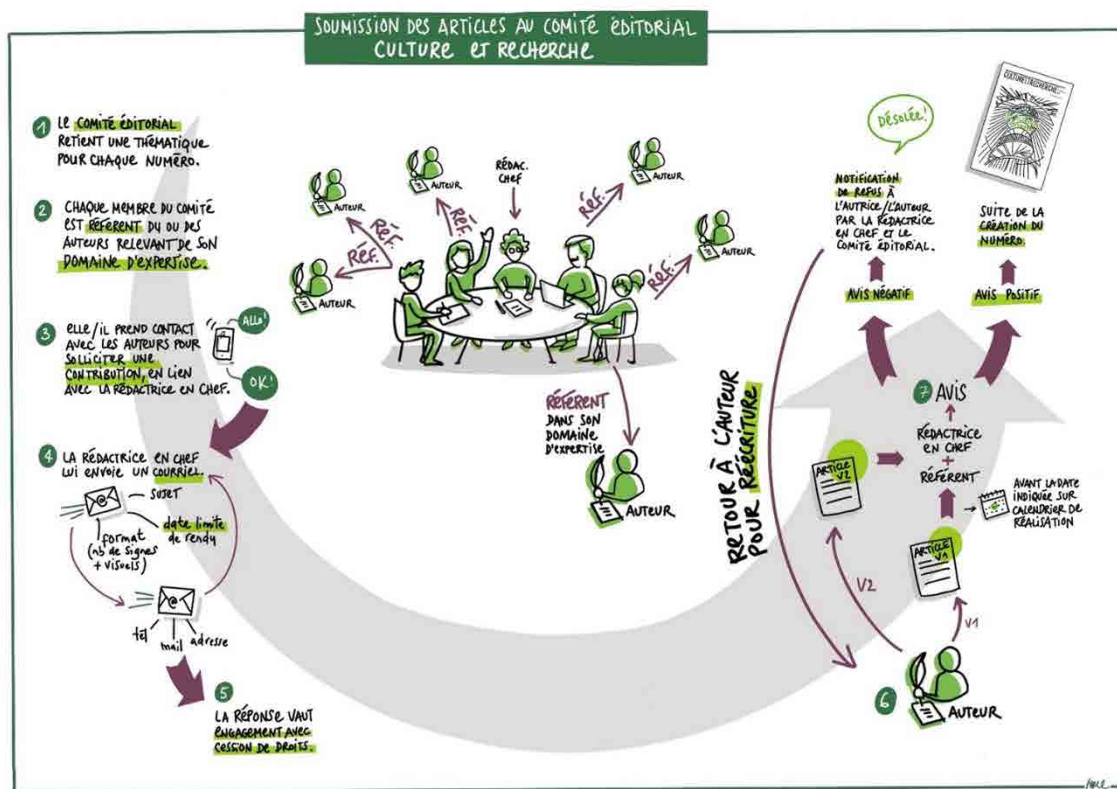 SOUMISSION DES ARTICLES AU COMITÉ ÉDITORIAL
CULTURE ET RECHERCHE
1 LE COMITÉ ÉDITORIAL
RETIENT UNE THÉMATIQUE
POUR CHAQUE NUMÉRO.
2 CHAQUE MEMBRE DU COMITÉ
EST RÉFÉRENT DU OU DES
AUTEURS RELEVANT DE SON
DOMAINE D'EXPERTISE.
3 ELLE/IL PREND CONTACT
AVEC LES AUTEURS POUR
SOLLICITER UNE
CONTRIBUTION, EN LIEN
AVEC LA RÉDACTRICE EN CHEF.
ALLÔ!
OK!
4 LA RÉDACTRICE EN CHEF
LUI ENVOIE UN COURRIEL.
@
SUJET
date limite
de rendu
format
(nb de signes
+ visuels)
@
tél
mail
adresse
5
LA RÉPONSE VAUT
ENGAGEMENT AVEC
CESSION DE DROITS.
AUTEUR
AUTEUR
AUTEUR
RÉDAC.
CHEF
AUTEUR
AUTEUR
RÉF.
RÉF.
RÉF.
RÉF.
RÉF.
RÉFÉRENT
DANS SON
DOMAINE
D'EXPERTISE
AUTEUR
6
AUTEUR
V1
V2
ARTICLE
V1
ARTICLE
V2
AVANT LA DATE
INDIQUÉE SUR
CALENDRIER DE
RÉALISATION
RÉDACTRICE
EN CHEF
+
RÉFÉRENT
7 AVIS
AVIS NÉGATIF
AVIS POSITIF
NOTIFICATION
DE REFUS À
L'AUTRICE/L'AUTEUR
PAR LA RÉDACTRICE
EN CHEF ET LE
COMITÉ ÉDITORIAL.
DÉSOLÉE!
SUITE DE LA
CRÉATION DU
NUMÉRO.
CULTURE ET RECHERCHE
RETOUR À L'AUTEUR
POUR RÉÉCRITURE